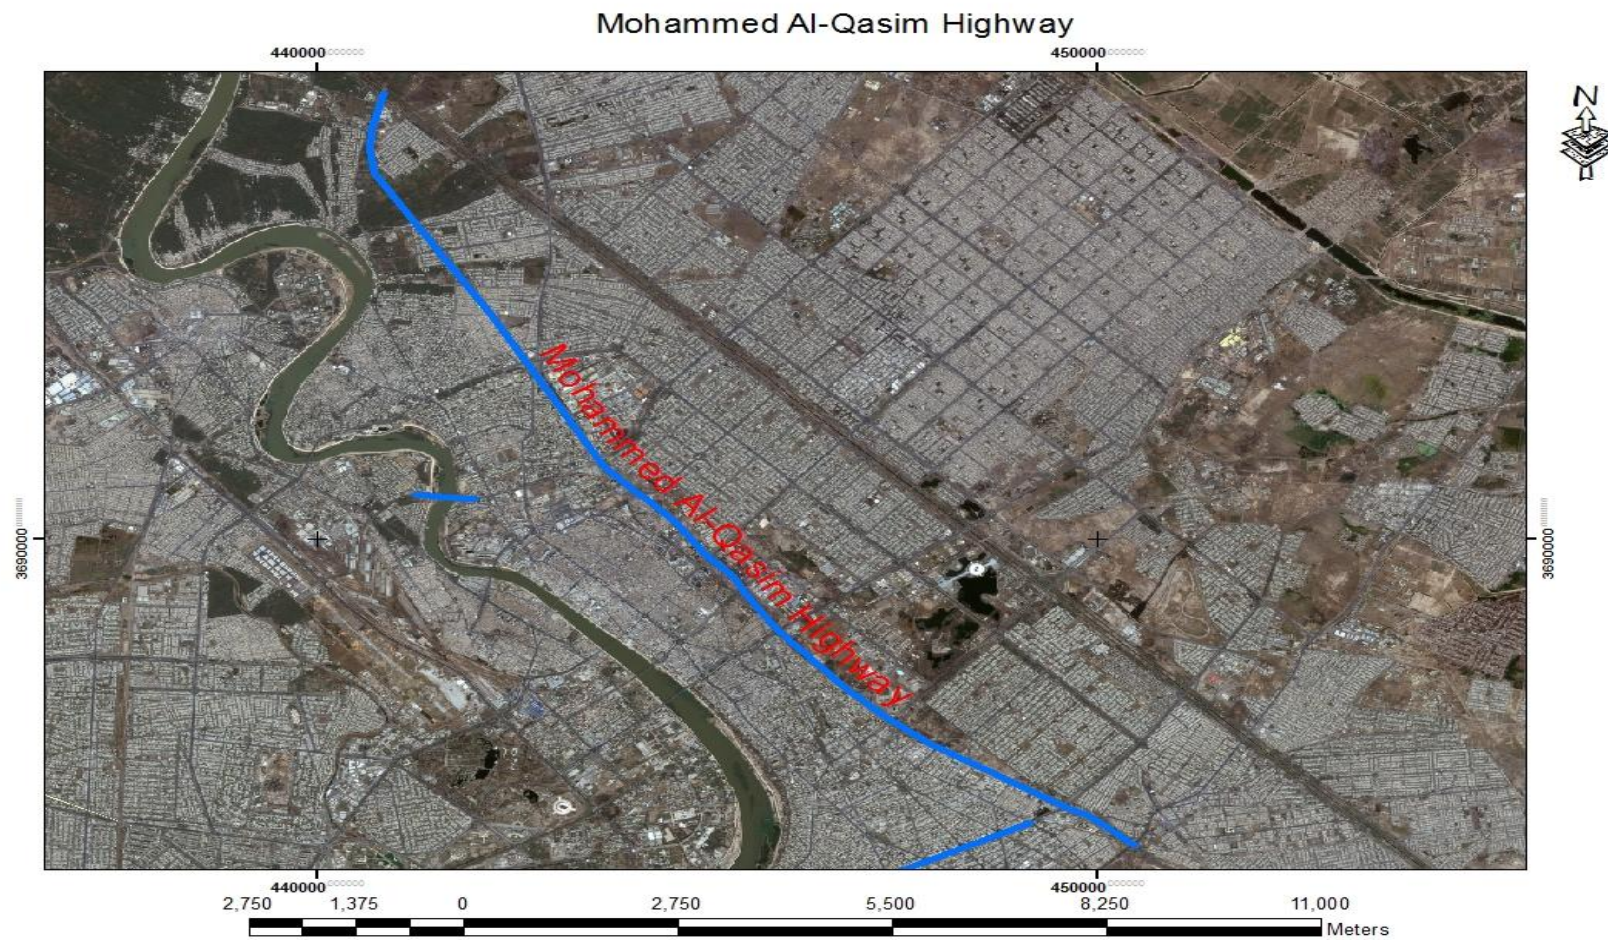 Mohammed Al-Qasim Highway
440000 450000
N
Mohammed Al-Qasim Highway
3690000 3690000
440000 450000
2,750 1,375 0 2,750 5,500 8,250 11,000
Meters